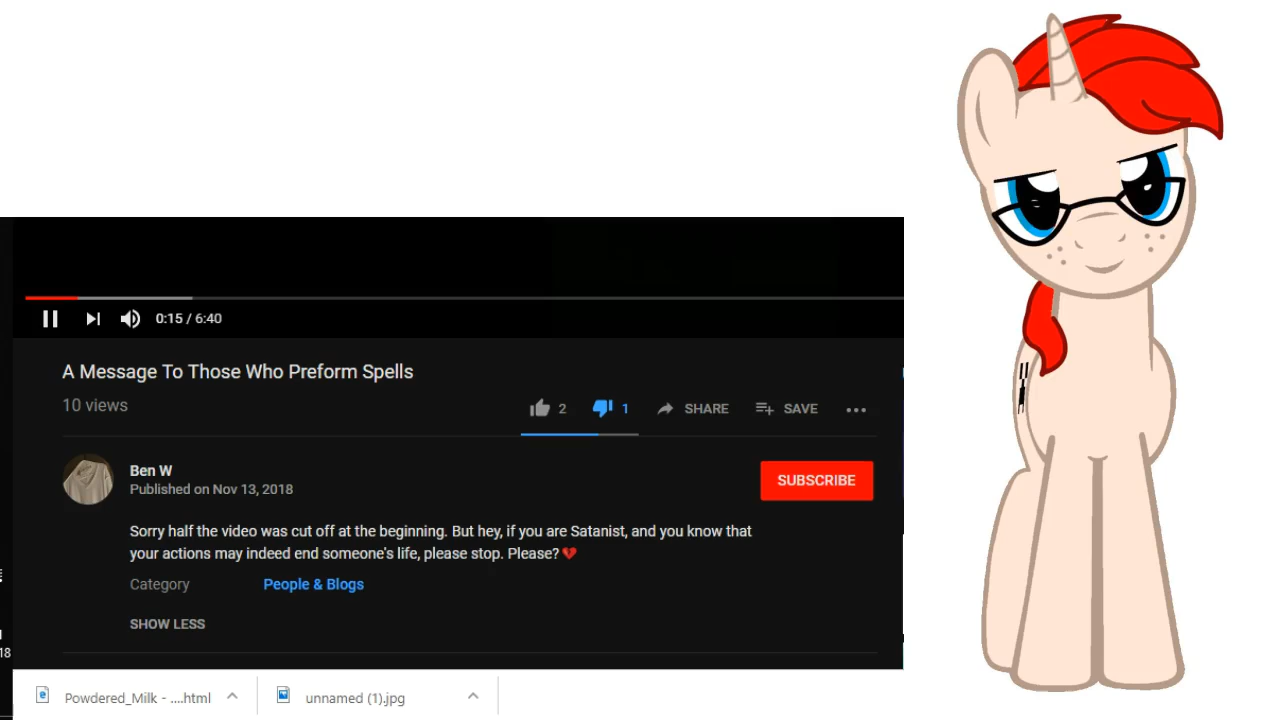 0:15 / 6:40
A Message To Those Who Preform Spells
10 views
2
1
SHARE
SAVE
Ben W
Published on Nov 13, 2018
SUBSCRIBE
Sorry half the video was cut off at the beginning. But hey, if you are Satanist, and you know that
your actions may indeed end someone's life, please stop. Please?💔
Category
People & Blogs
SHOW LESS
18
Powdered_Milk - ....html
unnamed (1).jpg